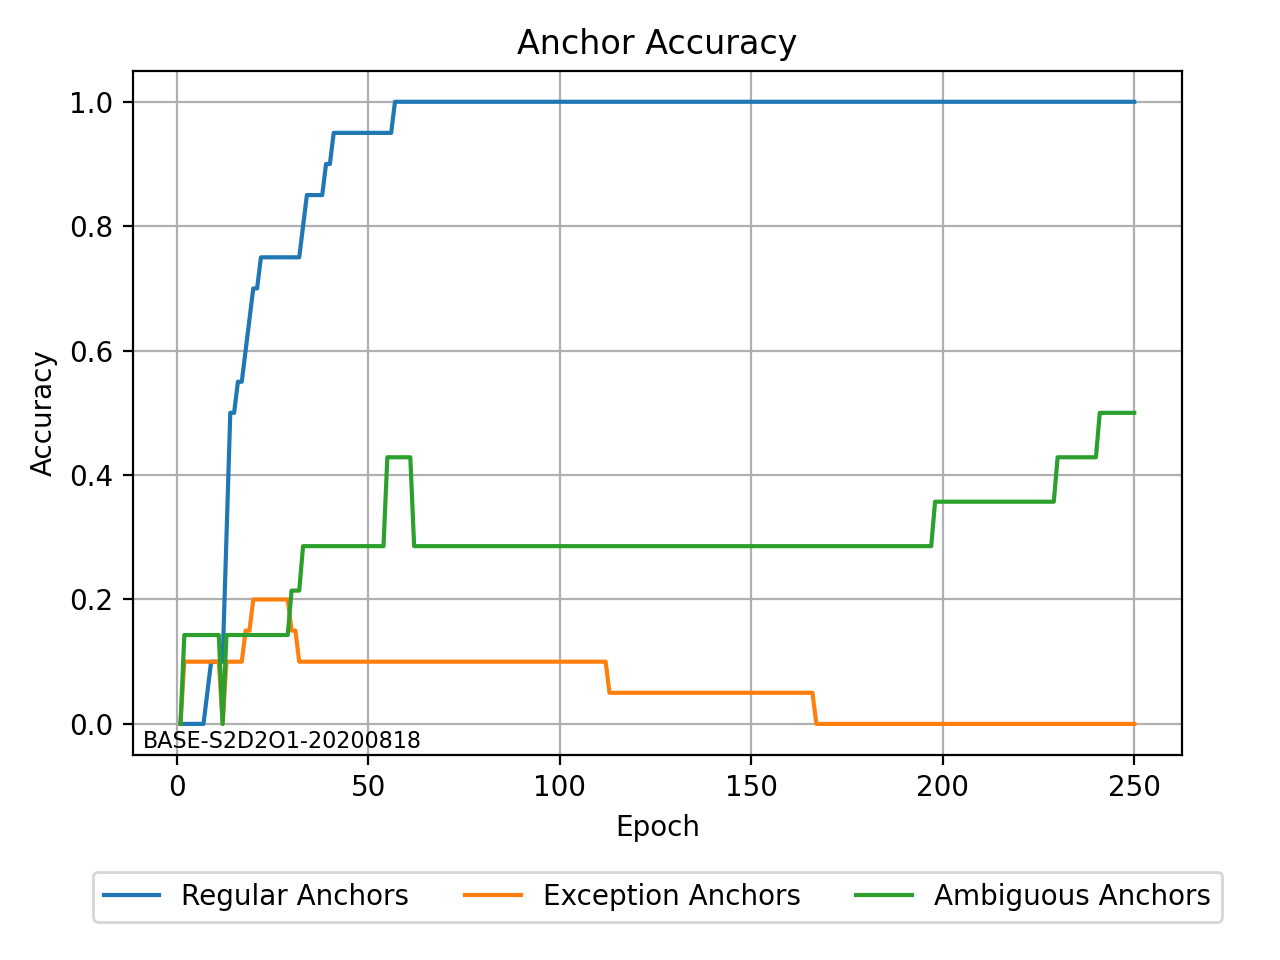 Anchor Accuracy
1.0
0.8
0.6
0.4
0.2
0.0
Accuracy
BASE-S2D2O1-20200818
0 50 100 150 200 250
Epoch
Regular Anchors Exception Anchors Ambiguous Anchors